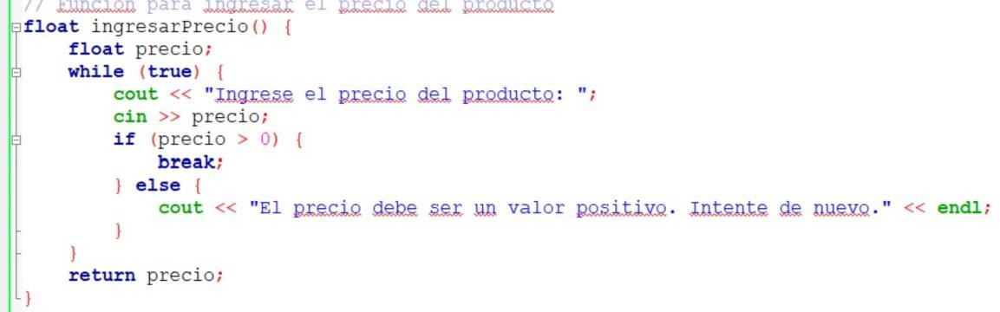 // Función para ingresar el precio del producto
float ingresarPrecio() {
    float precio;
    while (true) {
        cout << "Ingrese el precio del producto: ";
        cin >> precio;
        if (precio > 0) {
            break;
        } else {
            cout << "El precio debe ser un valor positivo. Intente de nuevo." << endl;
        }
    }
    return precio;
}